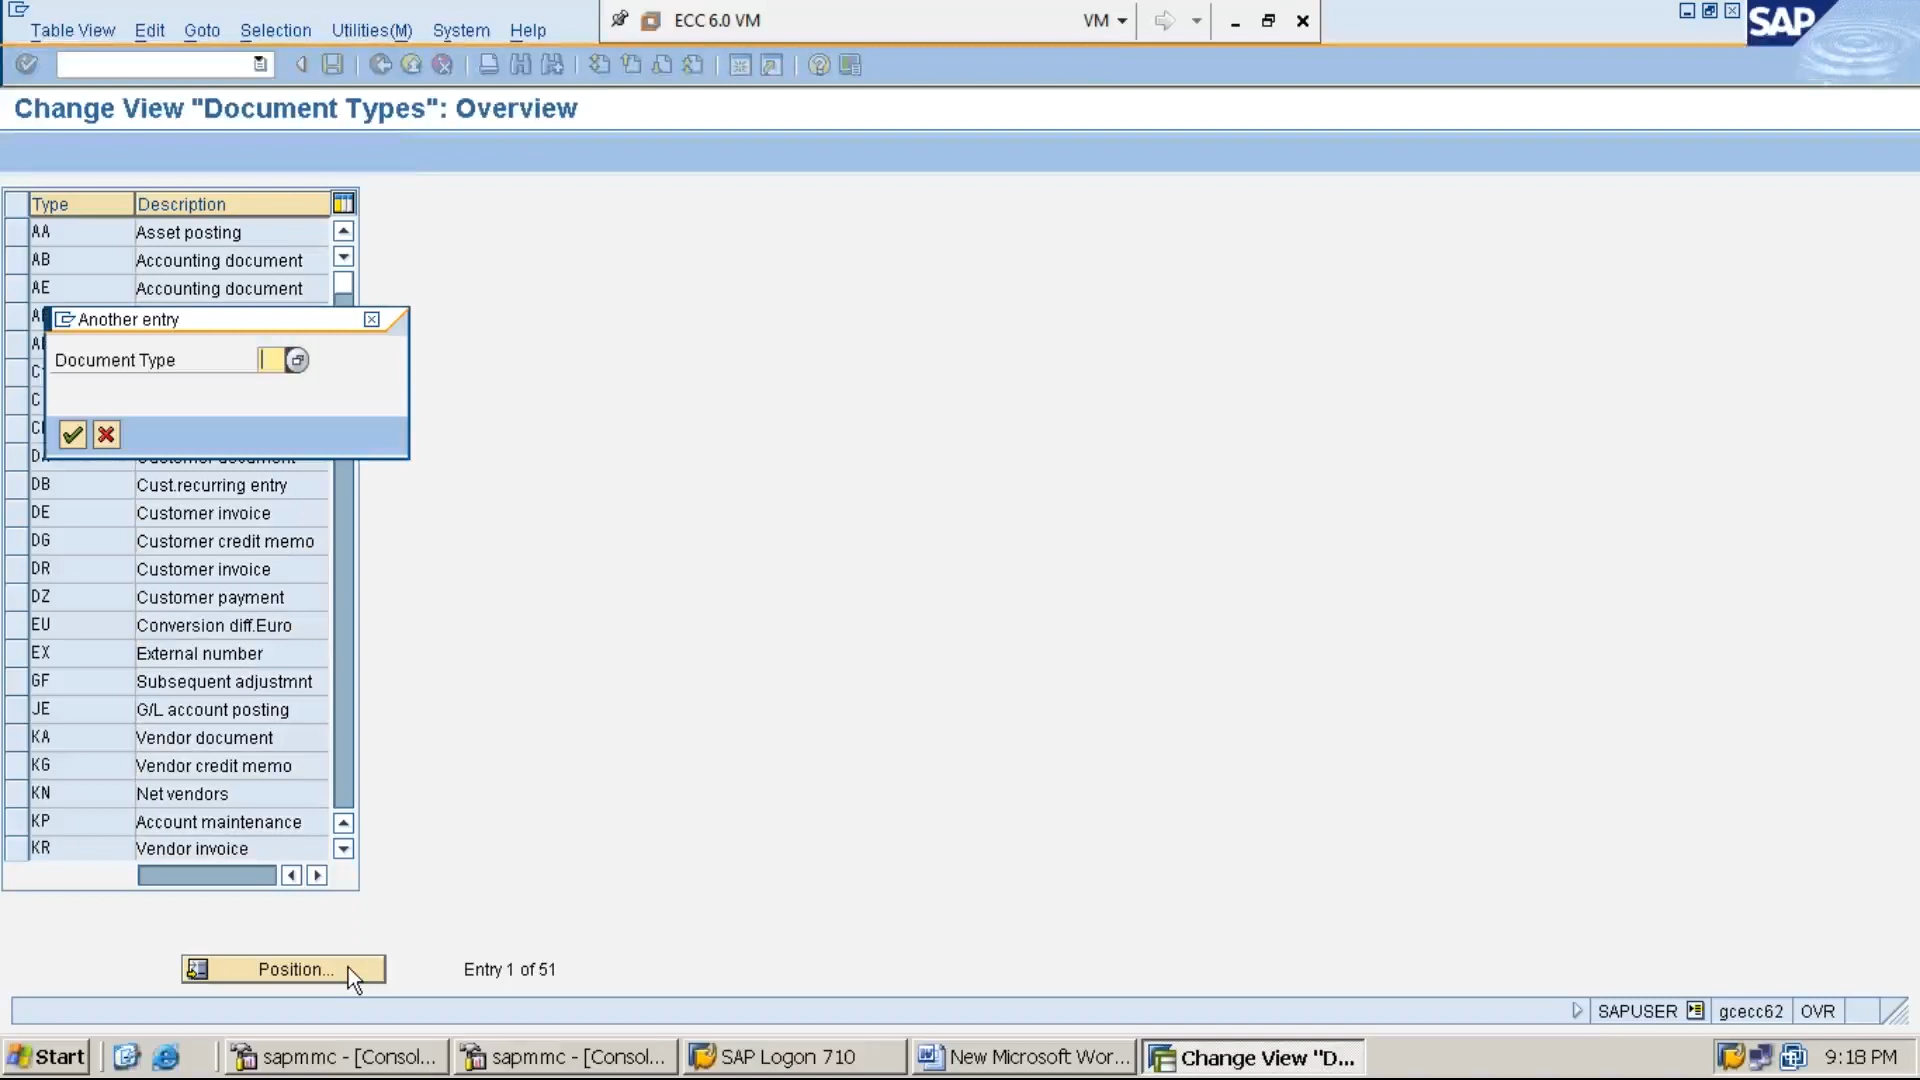 ECC 6.0 VM
VM
SAP
Table View Edit Goto Selection Utilities(M) System Help
Change View "Document Types": Overview
Type Description
AA Asset posting
AB Accounting document
AE Accounting document
Another entry
Document Type
DB Cust.recurring entry
DE Customer invoice
DG Customer credit memo
DR Customer invoice
DZ Customer payment
EU Conversion diff.Euro
EX External number
GF Subsequent adjustmnt
JE G/L account posting
KA Vendor document
KG Vendor credit memo
KN Net vendors
KP Account maintenance
KR Vendor invoice
Position... Entry 1 of 51
SAPUSER gcecc62 OVR
Start sapmmc - [Consol... sapmmc - [Consol... SAP Logon 710 New Microsoft Wor... Change View "D... 9:18 PM